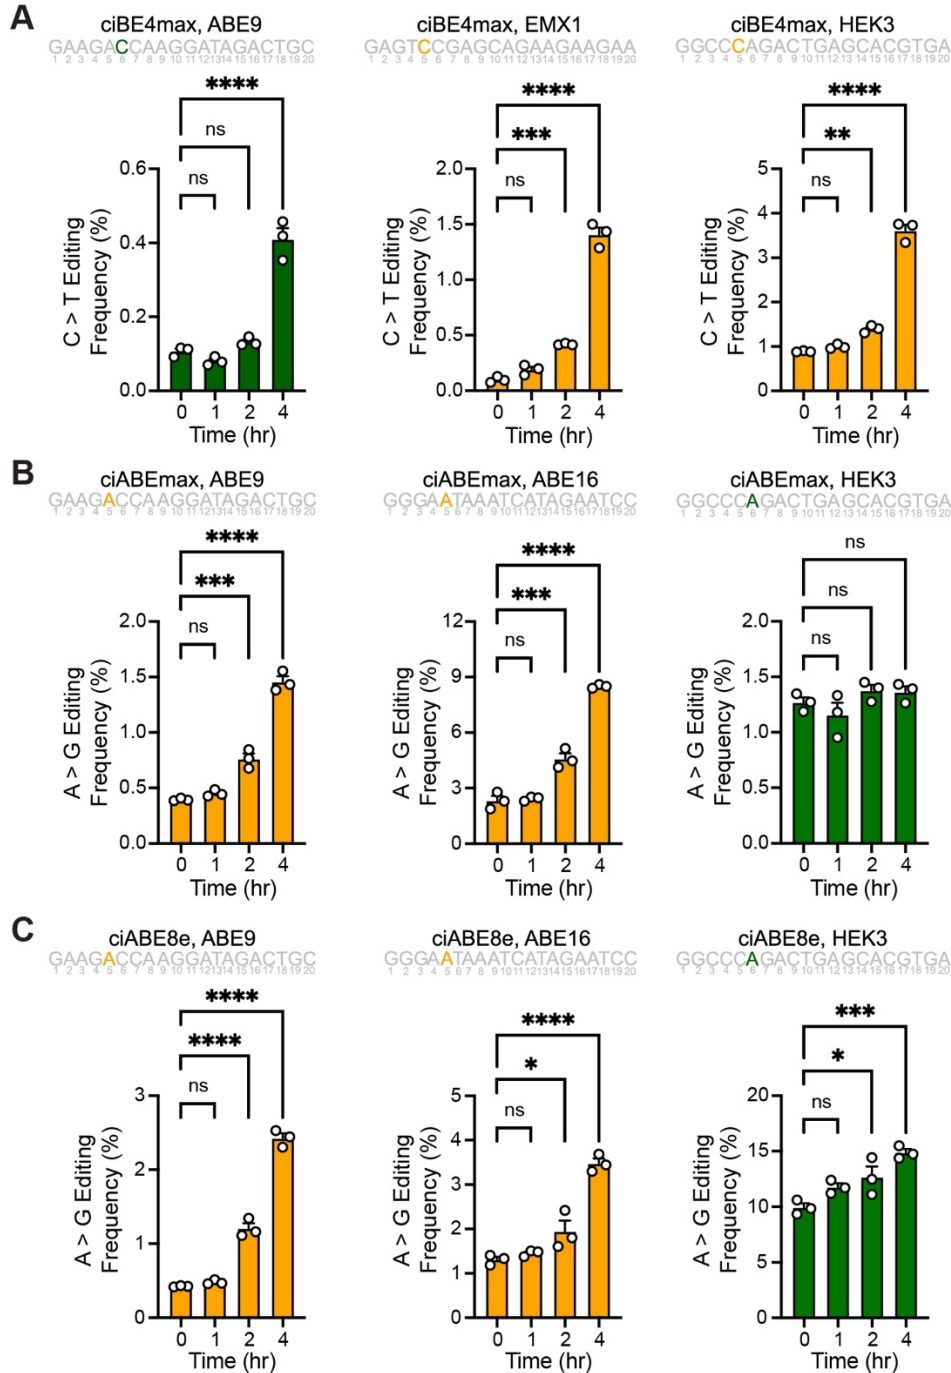 A
ciBE4max, ABE9
GAAGACCAAGGATAGACTGC
1 2 3 4 5 6 7 8 9 10 11 12 13 14 15 16 17 18 19 20
****
ns
ns
C > T Editing
Frequency (%)
0.6
0.4
0.2
0.0
0 1 2 4
Time (hr)
ciBE4max, EMX1
GAGTCCGAGCAGAAGAAGAA
1 2 3 4 5 6 7 8 9 10 11 12 13 14 15 16 17 18 19 20
****
***
ns
C > T Editing
Frequency (%)
2.0
1.5
1.0
0.5
0.0
0 1 2 4
Time (hr)
ciBE4max, HEK3
GGCCCAGACTGAGCACGTGA
1 2 3 4 5 6 7 8 9 10 11 12 13 14 15 16 17 18 19 20
****
**
ns
C > T Editing
Frequency (%)
5
4
3
2
1
0
0 1 2 4
Time (hr)
B
ciABEmax, ABE9
GAAGACCAAGGATAGACTGC
1 2 3 4 5 6 7 8 9 10 11 12 13 14 15 16 17 18 19 20
****
***
ns
A > G Editing
Frequency (%)
2.0
1.5
1.0
0.5
0.0
0 1 2 4
Time (hr)
ciABEmax, ABE16
GGGAATAAATCATAGAATCC
1 2 3 4 5 6 7 8 9 10 11 12 13 14 15 16 17 18 19 20
****
***
ns
A > G Editing
Frequency (%)
12
9
6
3
0
0 1 2 4
Time (hr)
ciABEmax, HEK3
GGCCCAGACTGAGCACGTGA
1 2 3 4 5 6 7 8 9 10 11 12 13 14 15 16 17 18 19 20
ns
ns
ns
A > G Editing
Frequency (%)
2.0
1.5
1.0
0.5
0.0
0 1 2 4
Time (hr)
C
ciABE8e, ABE9
GAAGACCAAGGATAGACTGC
1 2 3 4 5 6 7 8 9 10 11 12 13 14 15 16 17 18 19 20
****
****
ns
A > G Editing
Frequency (%)
3
2
1
0
0 1 2 4
Time (hr)
ciABE8e, ABE16
GGGAATAAATCATAGAATCC
1 2 3 4 5 6 7 8 9 10 11 12 13 14 15 16 17 18 19 20
****
*
ns
A > G Editing
Frequency (%)
5
4
3
2
1
0
0 1 2 4
Time (hr)
ciABE8e, HEK3
GGCCCAGACTGAGCACGTGA
1 2 3 4 5 6 7 8 9 10 11 12 13 14 15 16 17 18 19 20
***
*
ns
A > G Editing
Frequency (%)
20
15
10
5
0
0 1 2 4
Time (hr)